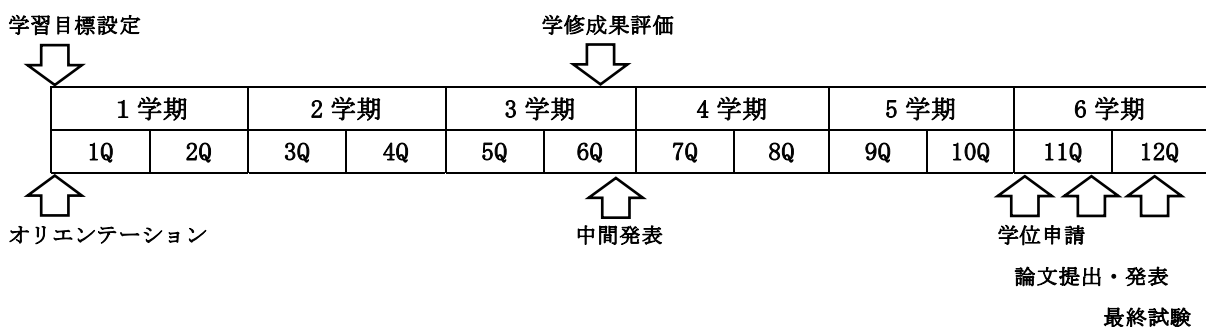 学習目標設定 学修成果評価
1 学期 2 学期 3 学期 4 学期 5 学期 6 学期
1Q 2Q 3Q 4Q 5Q 6Q 7Q 8Q 9Q 10Q 11Q 12Q
オリエンテーション 中間発表 学位申請
論文提出・発表
最終試験